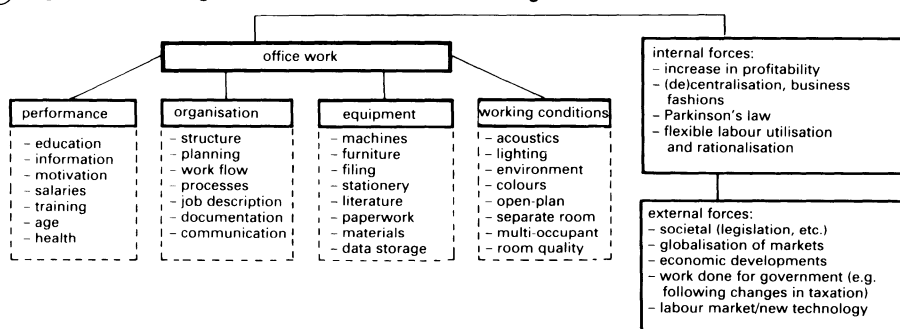 office work
performance
– education
– information
– motivation
– salaries
– training
– age
– health
organisation
– structure
– planning
– work flow
– processes
– job description
– documentation
– communication
equipment
– machines
– furniture
– filing
– stationery
– literature
– paperwork
– materials
– data storage
working conditions
– acoustics
– lighting
– environment
– colours
– open-plan
– separate room
– multi-occupant
– room quality
internal forces:
– increase in profitability
– (de)centralisation, business
fashions
– Parkinson's law
– flexible labour utilisation
and rationalisation
external forces:
– societal (legislation, etc.)
– globalisation of markets
– economic developments
– work done for government (e.g.
following changes in taxation)
– labour market/new technology